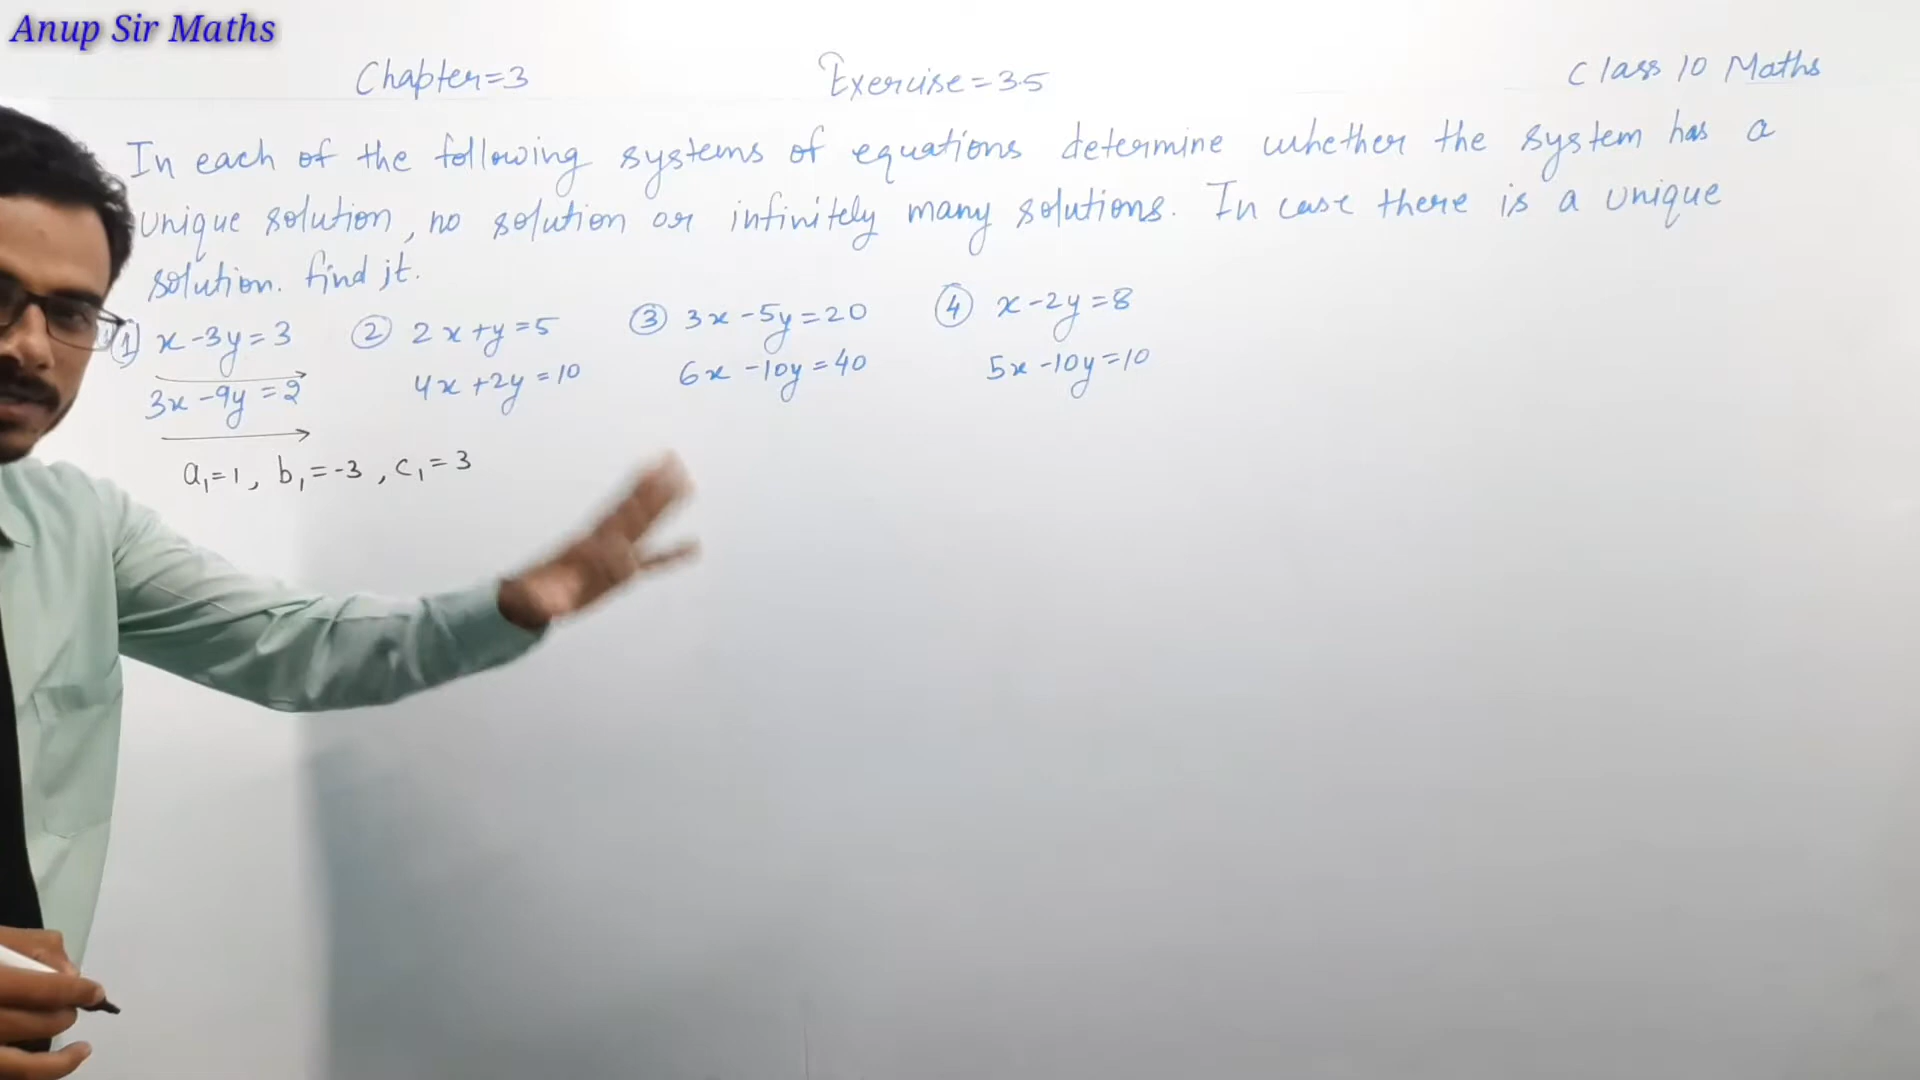 Anup Sir Maths
Chapter=3 Exercise=3.5 Class 10 Maths
In each of the following systems of equations determine whether the system has a
unique solution, no solution or infinitely many solutions. In case there is a unique
solution. find it.
① x-3y=3 ② 2x+y=5 ③ 3x-5y=20 ④ x-2y=8
3x-9y=2 4x+2y=10 6x-10y=40 5x-10y=10
a₁=1, b₁=-3, c₁=3